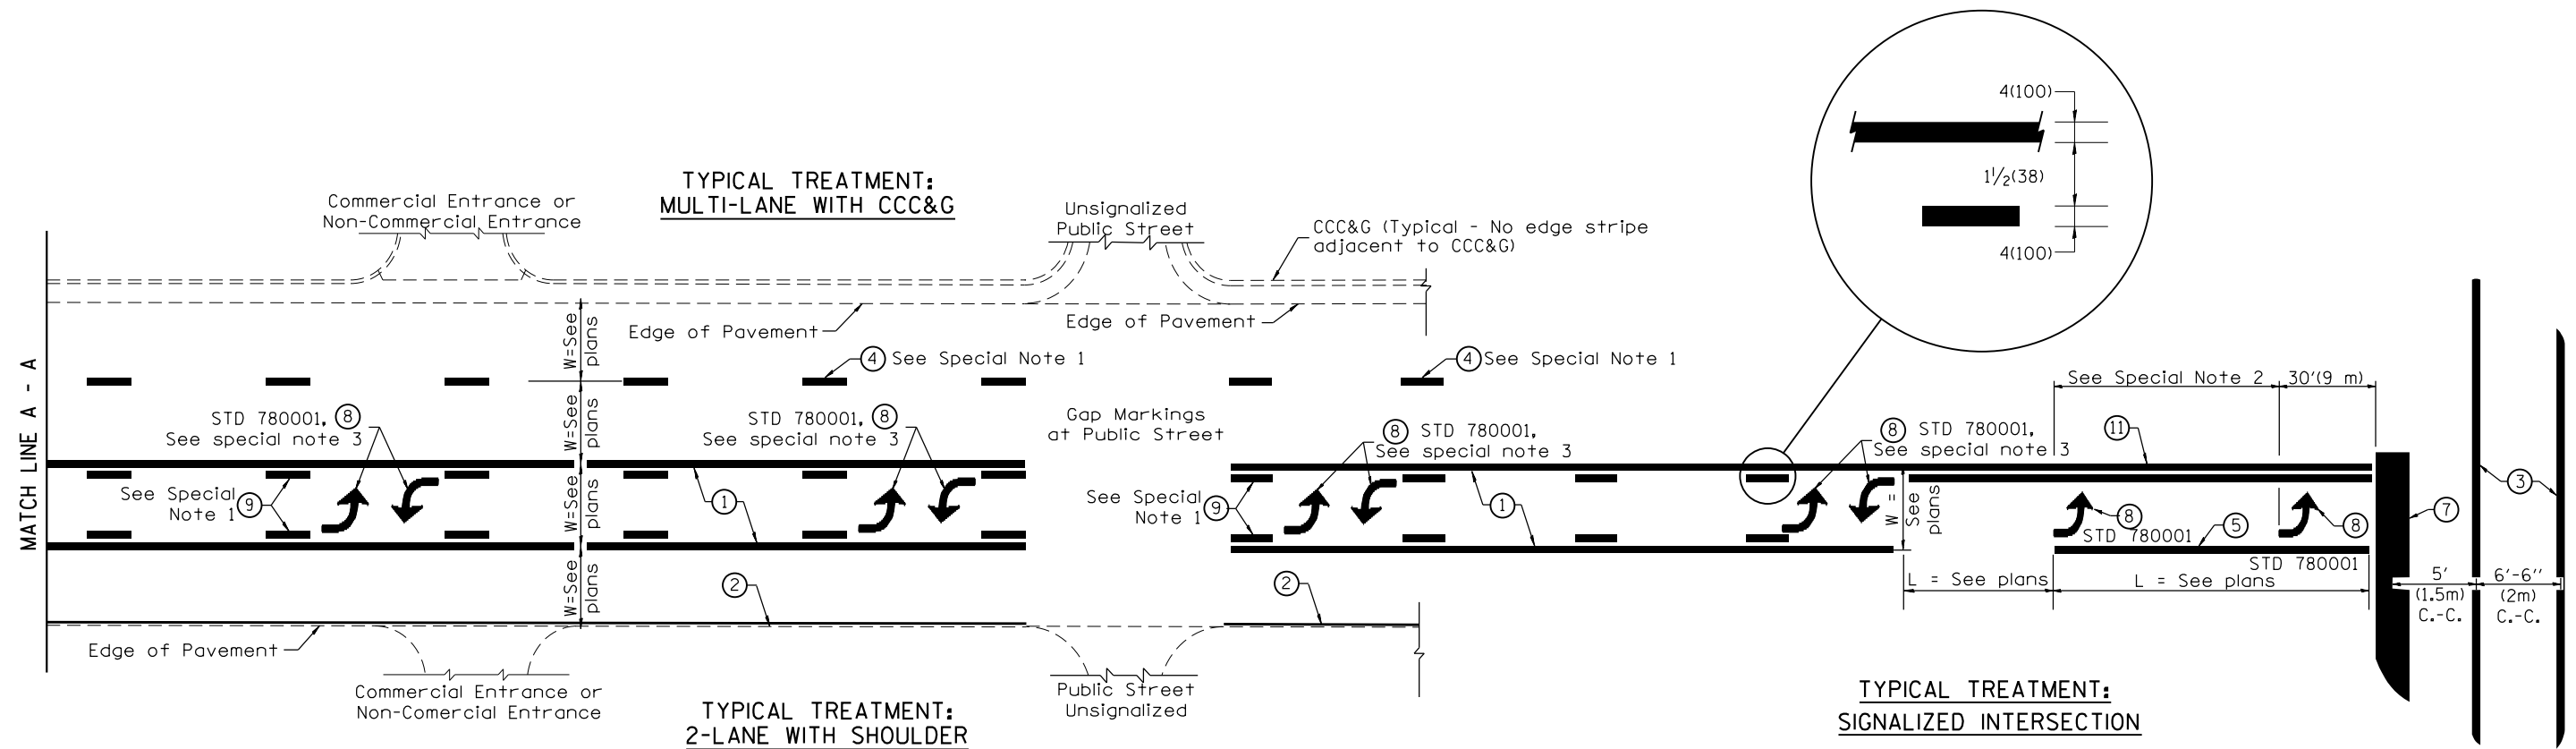 4(100)
1 1/2(38)
4(100)
TYPICAL TREATMENT:
MULTI-LANE WITH CCC&G
Commercial Entrance or
Non-Commercial Entrance
Unsignalized
Public Street
CCC&G (Typical - No edge stripe
adjacent to CCC&G)
Edge of Pavement
Edge of Pavement
W=See
plans
4 See Special Note 1
4 See Special Note 1
MATCH LINE A - A
STD 780001, 8
See special note 3
W=See
plans
STD 780001, 8
See special note 3
Gap Markings
at Public Street
8 STD 780001,
See special note 3
8 STD 780001,
See special note 3
See Special Note 2
30'(9 m)
11
3
See Special
Note 1
9
W=See
plans
1
See Special
Note 1
9
1
W =
See
plans
8
STD 780001
5
8
STD 780001
7
2
W=See
plans
2
L = See plans
L = See plans
5'
(1.5m)
C.-C.
6'-6''
(2m)
C.-C.
Edge of Pavement
Commercial Entrance or
Non-Comercial Entrance
Public Street
Unsignalized
TYPICAL TREATMENT:
2-LANE WITH SHOULDER
TYPICAL TREATMENT:
SIGNALIZED INTERSECTION